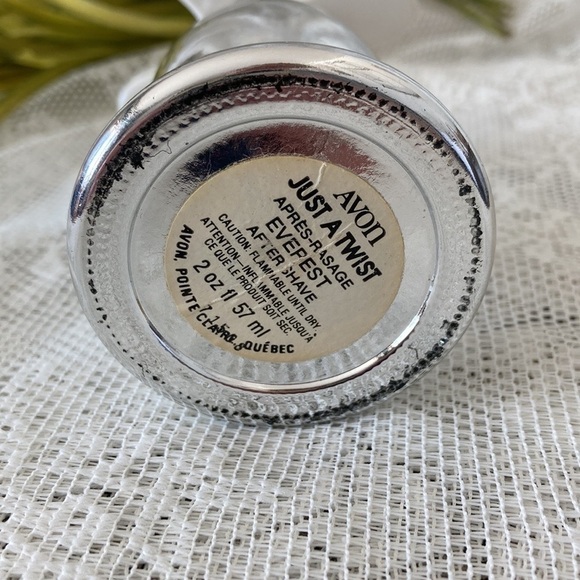 AVON
JUST A TWIST
APRÈS-RASAGE
EVEREST
AFTER SHAVE
CAUTION: FLAMMABLE UNTIL DRY.
ATTENTION—INFLAMMABLE JUSQU'À
CE QUE LE PRODUIT SOIT SEC.
2 oz fl 57 ml
AVON, POINTE CLAIRE, QUÉBEC